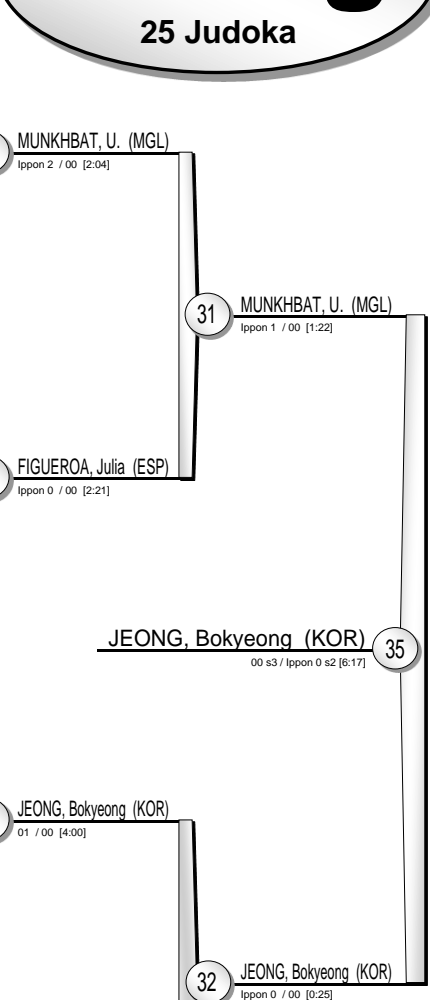 25 Judoka
MUNKHBAT, U. (MGL)
Ippon 2 / 00 [2:04]
31
MUNKHBAT, U. (MGL)
Ippon 1 / 00 [1:22]
FIGUEROA, Julia (ESP)
Ippon 0 / 00 [2:21]
JEONG, Bokyeong (KOR)
35
00 s3 / Ippon 0 s2 [6:17]
JEONG, Bokyeong (KOR)
01 / 00 [4:00]
32
JEONG, Bokyeong (KOR)
Ippon 0 / 00 [0:25]